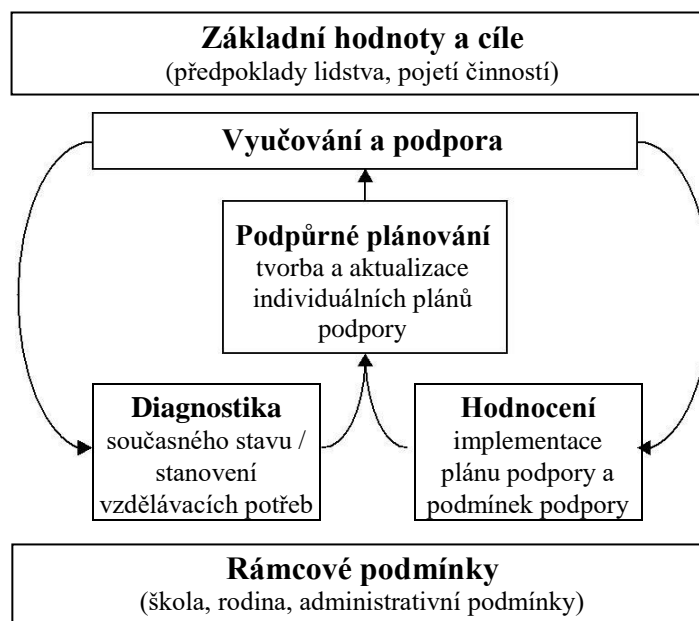 Základní hodnoty a cíle
(předpoklady lidstva, pojetí činností)
Vyučování a podpora
Podpůrné plánování
tvorba a aktualizace
individuálních plánů
podpory
Diagnostika
současného stavu /
stanovení
vzdělávacích potřeb
Hodnocení
implementace
plánu podpory a
podmínek podpory
Rámcové podmínky
(škola, rodina, administrativní podmínky)